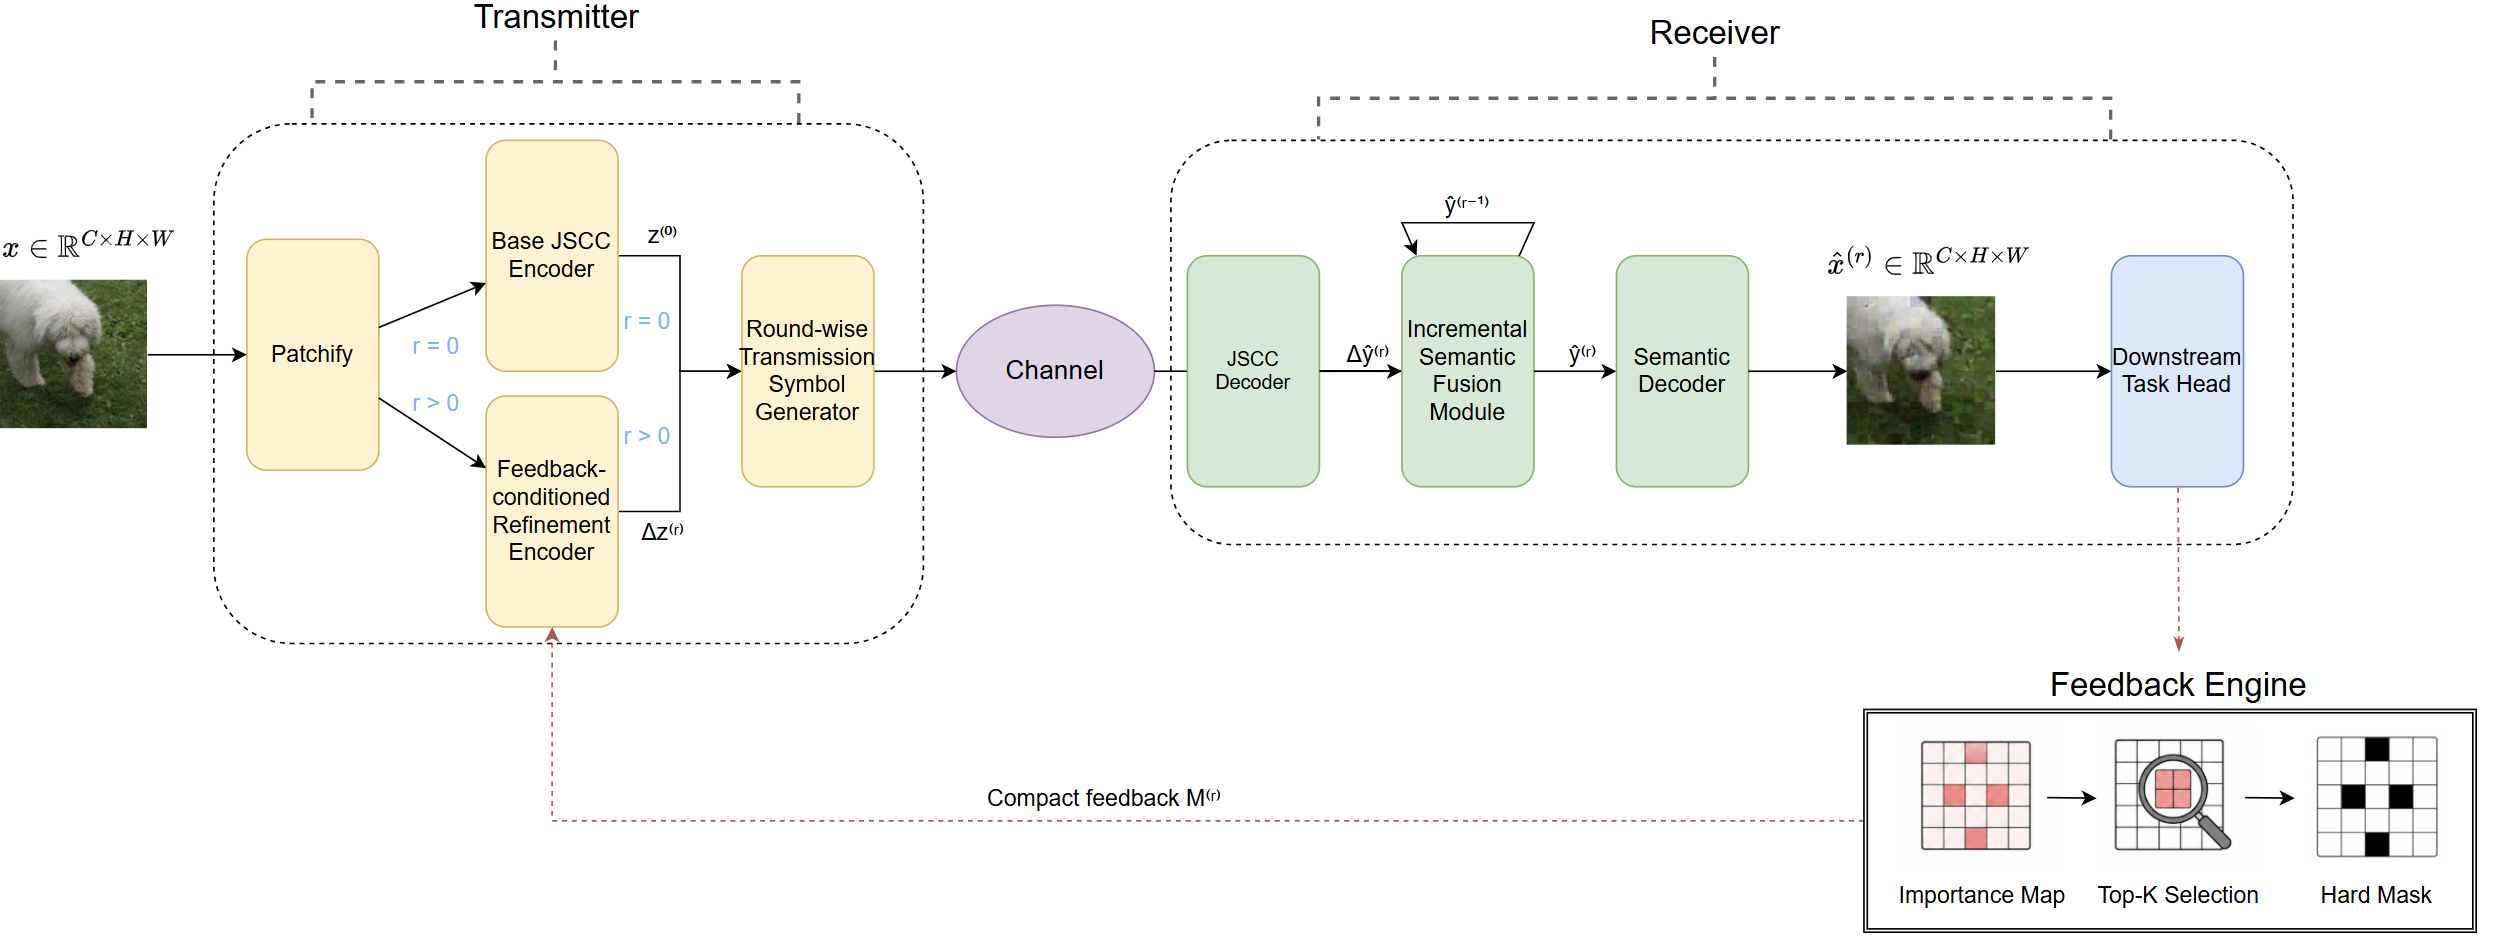 Transmitter
Receiver
x ∈ ℝ^{C×H×W}
Patchify
r = 0
r > 0
Base JSCC
Encoder
Feedback-
conditioned
Refinement
Encoder
z⁽⁰⁾
r = 0
r > 0
Δz⁽ʳ⁾
Round-wise
Transmission
Symbol
Generator
Channel
JSCC
Decoder
Δŷ⁽ʳ⁾
ŷ⁽ʳ⁻¹⁾
Incremental
Semantic
Fusion
Module
ŷ⁽ʳ⁾
Semantic
Decoder
x̂^{(r)} ∈ ℝ^{C×H×W}
Downstream
Task Head
Feedback Engine
Importance Map
Top-K Selection
Hard Mask
Compact feedback M⁽ʳ⁾